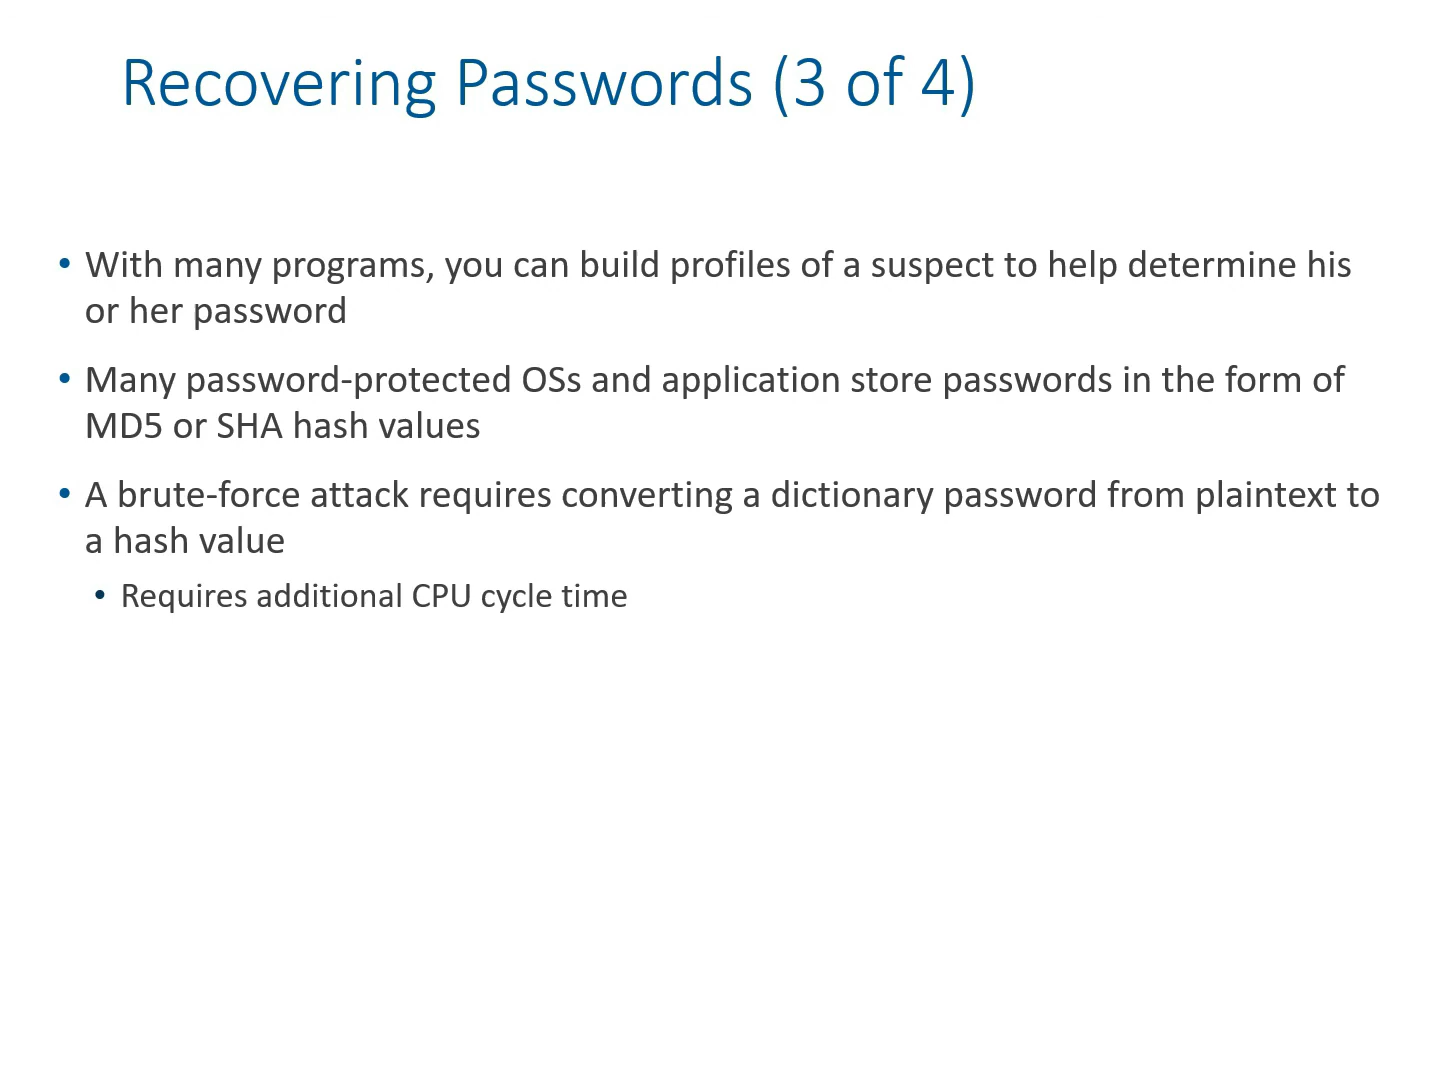 Recovering Passwords (3 of 4)
• With many programs, you can build profiles of a suspect to help determine his
or her password
• Many password-protected OSs and application store passwords in the form of
MD5 or SHA hash values
• A brute-force attack requires converting a dictionary password from plaintext to
a hash value
• Requires additional CPU cycle time